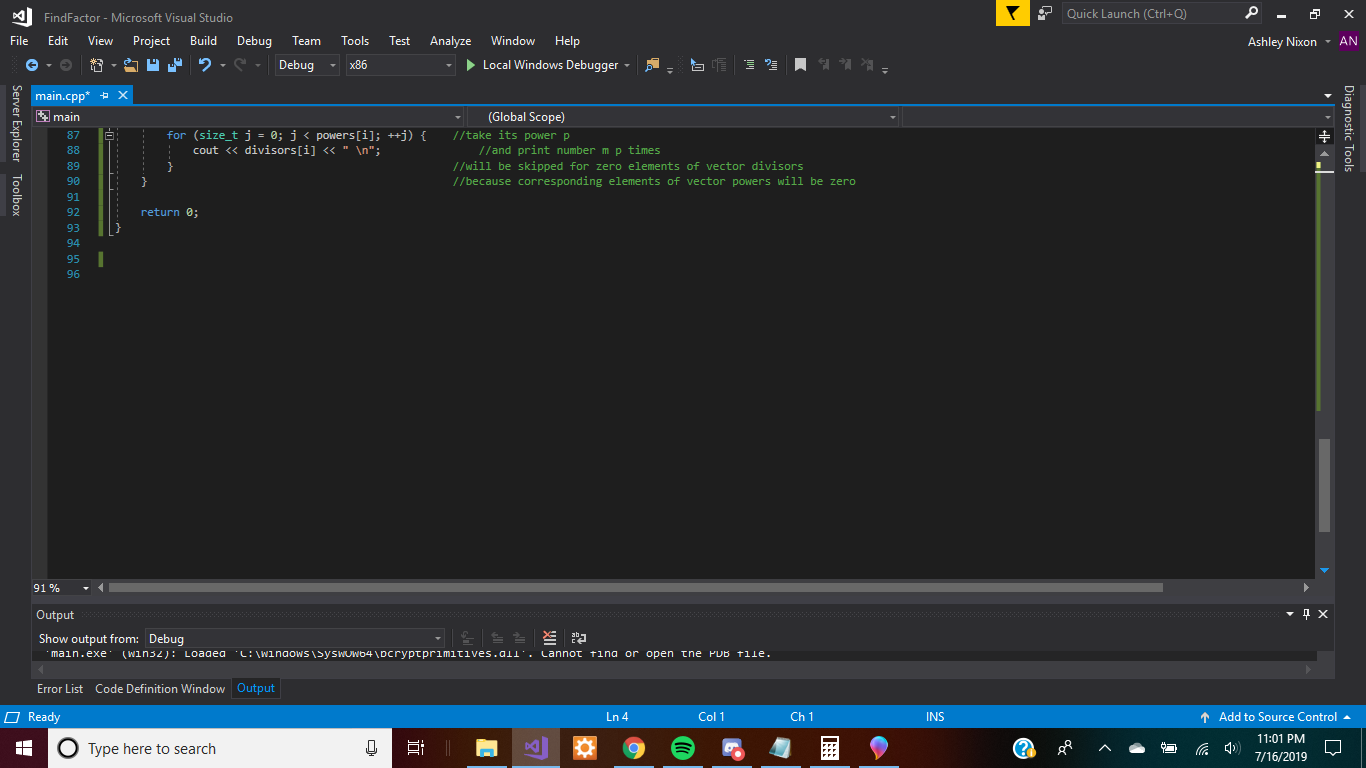 FindFactor - Microsoft Visual Studio
Quick Launch (Ctrl+Q)
File Edit View Project Build Debug Team Tools Test Analyze Window Help
Ashley Nixon AN
Debug x86 Local Windows Debugger
Server Explorer
Toolbox
Diagnostic Tools
main.cpp*
main (Global Scope)
87 for (size_t j = 0; j < powers[i]; ++j) { //take its power p
88 cout << divisors[i] << " \n"; //and print number m p times
89 } //will be skipped for zero elements of vector divisors
90 } //because corresponding elements of vector powers will be zero
91
92 return 0;
93 }
94
95
96
91 %
Output
Show output from: Debug
'main.exe' (Win32): Loaded 'C:\Windows\SysWOW64\bcryptprimitives.dll'. Cannot find or open the PDB file.
Error List Code Definition Window Output
Ready Ln 4 Col 1 Ch 1 INS Add to Source Control
Type here to search
11:01 PM
7/16/2019